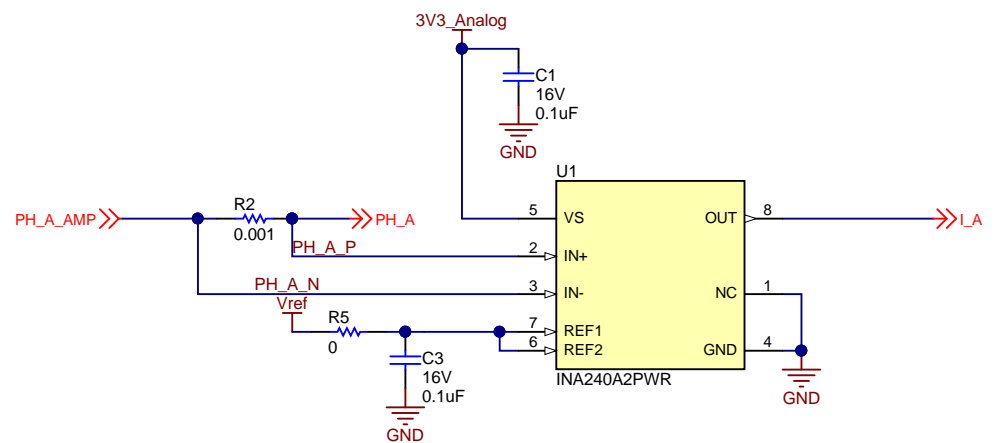 3V3_Analog
C1
16V
0.1uF
GND
U1
PH_A_AMP
R2
0.001
PH_A
5 VS OUT 8
I_A
PH_A_P
2 IN+
PH_A_N
3 IN- NC 1
Vref
R5
0
7 REF1
6 REF2 GND 4
C3
16V
0.1uF
INA240A2PWR
GND
GND